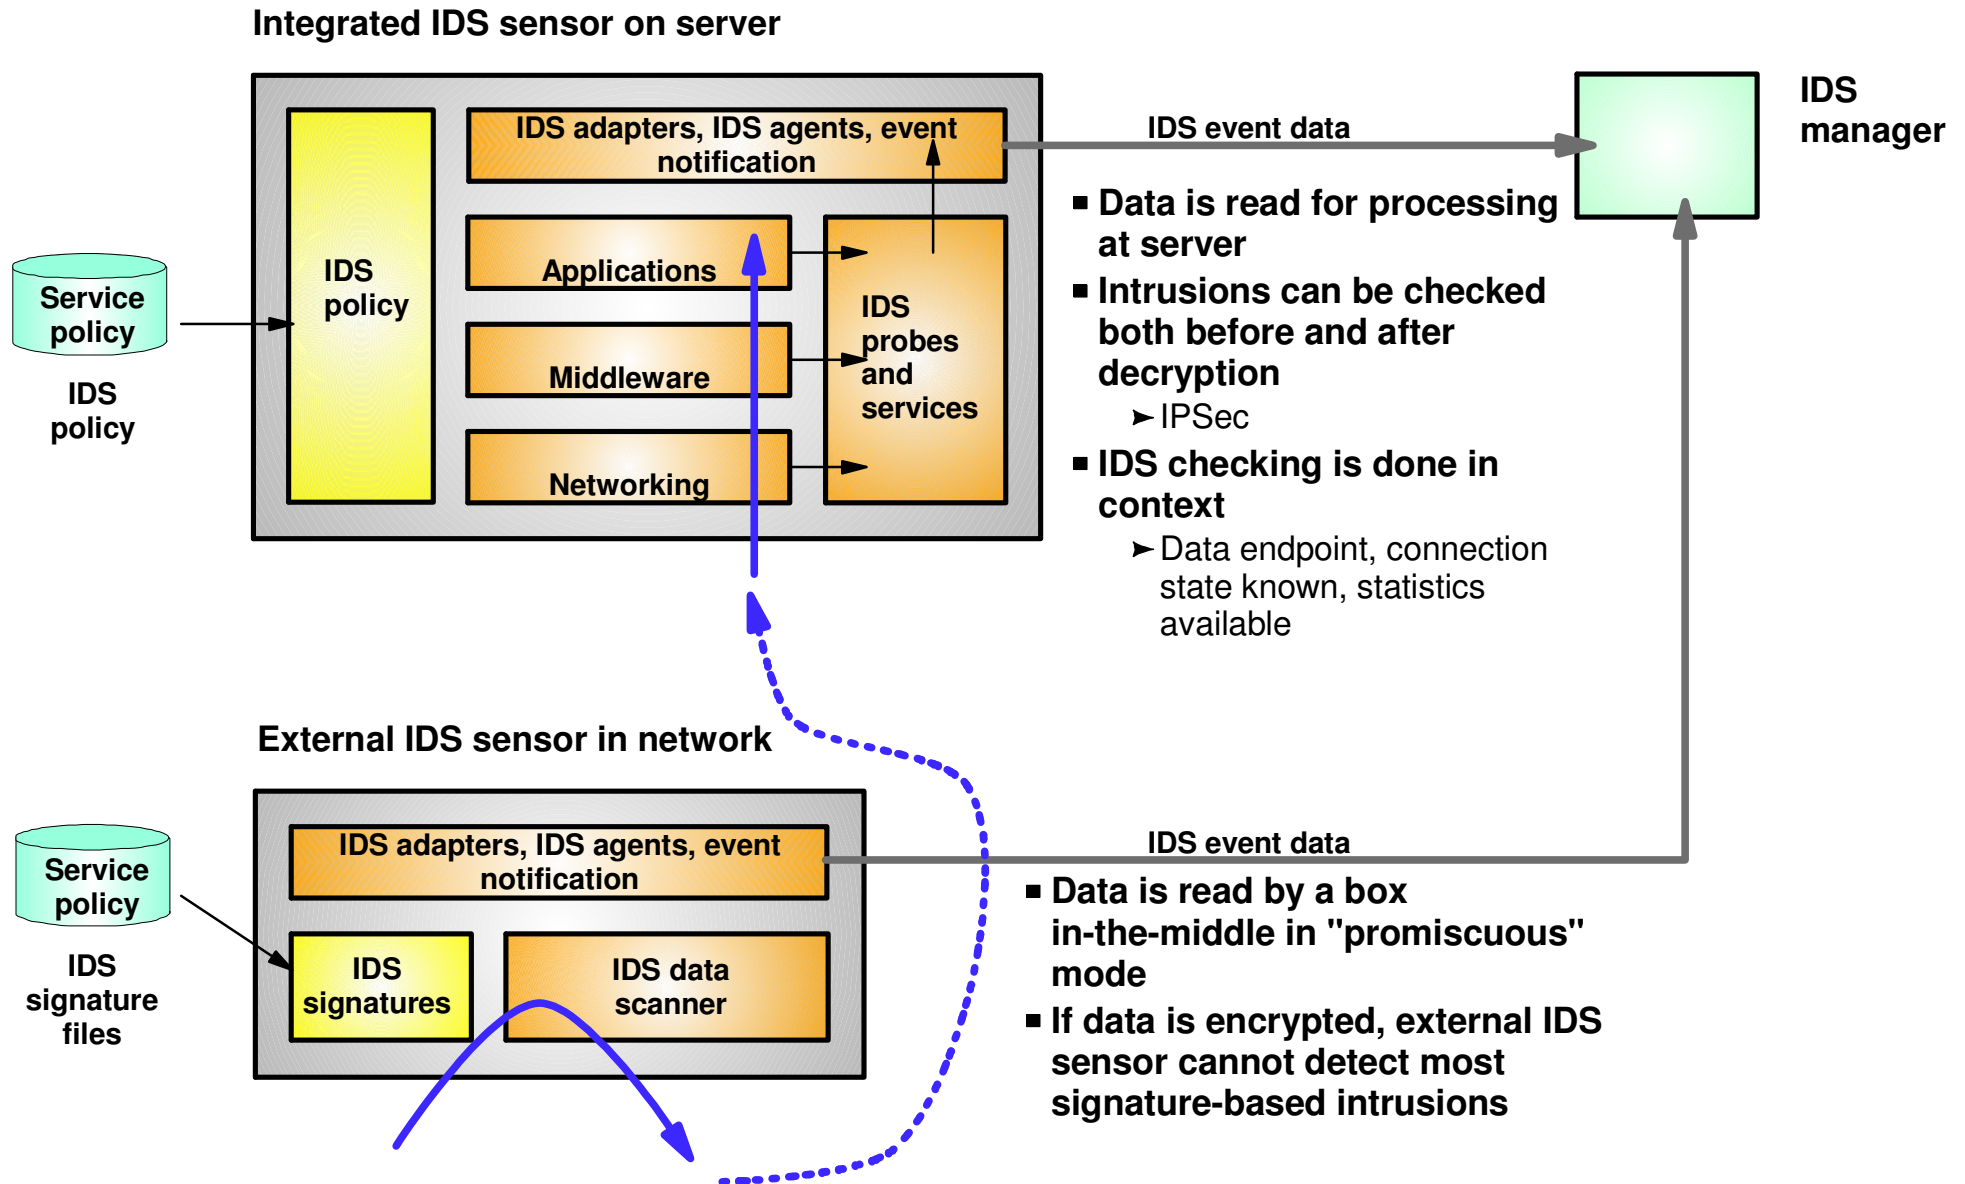 Integrated IDS sensor on server
IDS adapters, IDS agents, event
notification
IDS event data
IDS
manager
Service
policy
IDS
policy
IDS
policy
Applications
Middleware
Networking
IDS
probes
and
services
Data is read for processing
at server
Intrusions can be checked
both before and after
decryption
IPSec
IDS checking is done in
context
Data endpoint, connection
state known, statistics
available
External IDS sensor in network
IDS adapters, IDS agents, event
notification
IDS event data
Service
policy
IDS
signature
files
IDS
signatures
IDS data
scanner
Data is read by a box
in-the-middle in "promiscuous"
mode
If data is encrypted, external IDS
sensor cannot detect most
signature-based intrusions